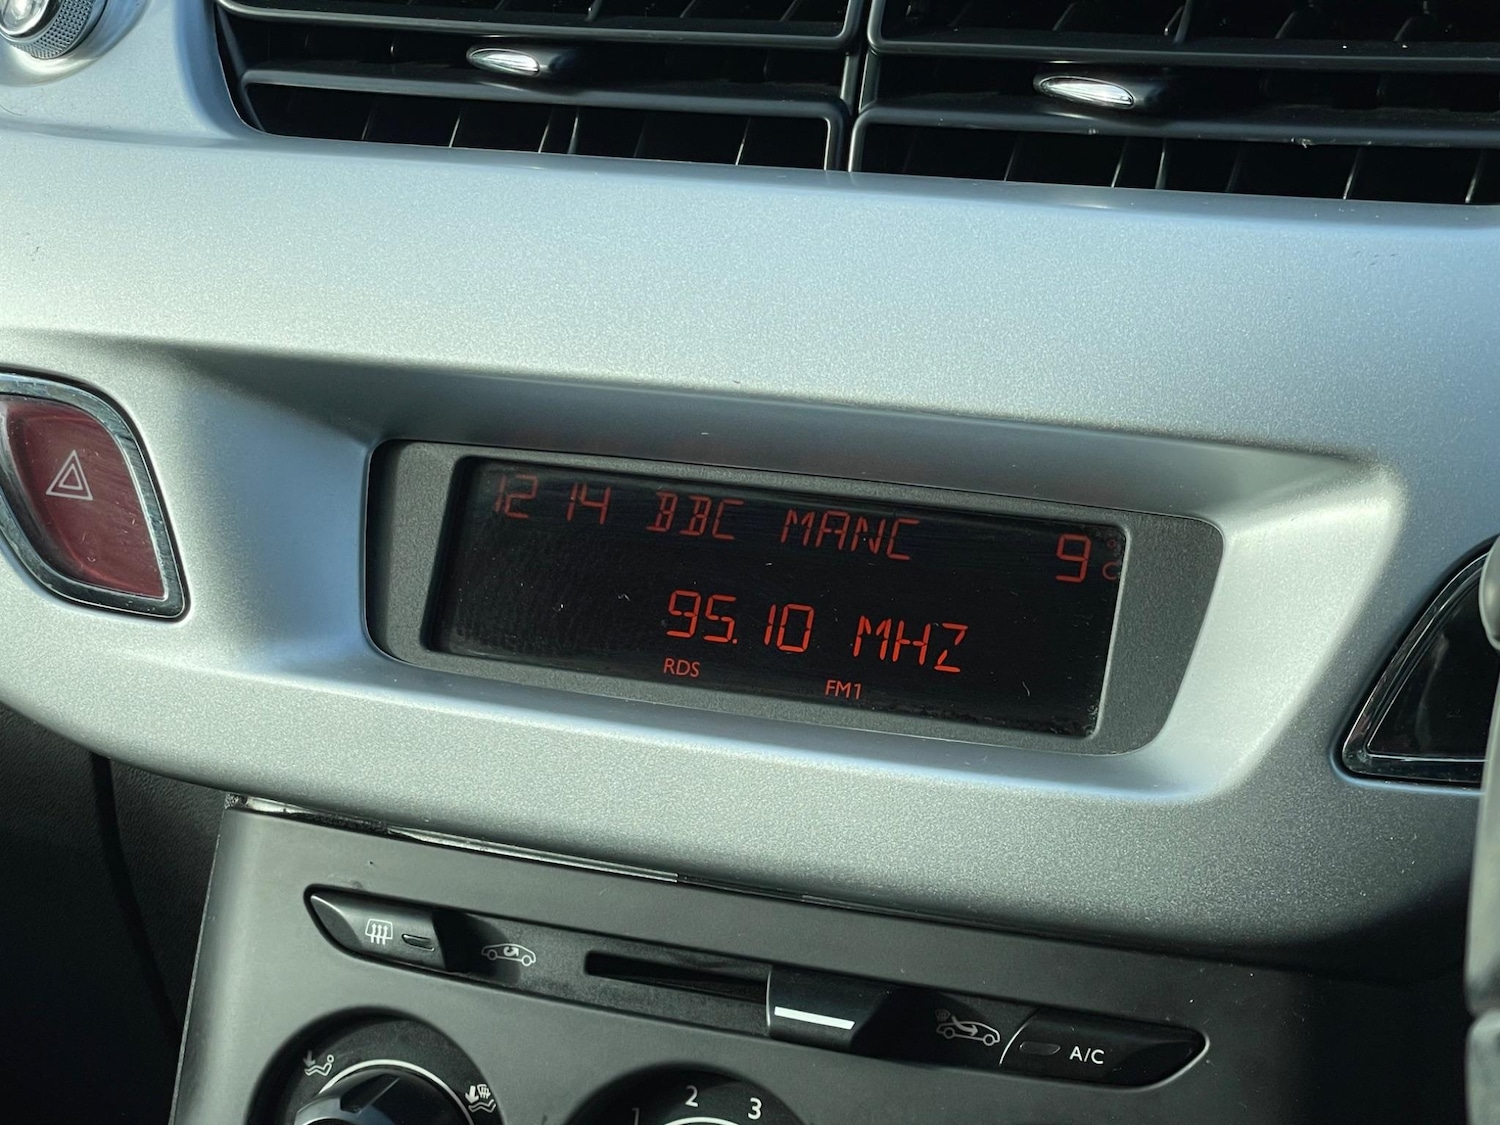 12 14 BBC MANC 9°C
95.10 MHZ
RDS FM1
A/C
1 2 3